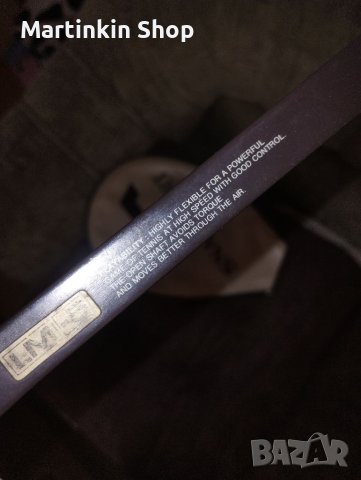 Martinkin Shop
HIGHLY FLEXIBLE FOR A POWERFUL
GAME OF TENNIS AT HIGH SPEED WITH GOOD CONTROL.
THE OPEN SHAFT AVOIDS TORQUE
AND MOVES BETTER THROUGH THE AIR.
BAZAR